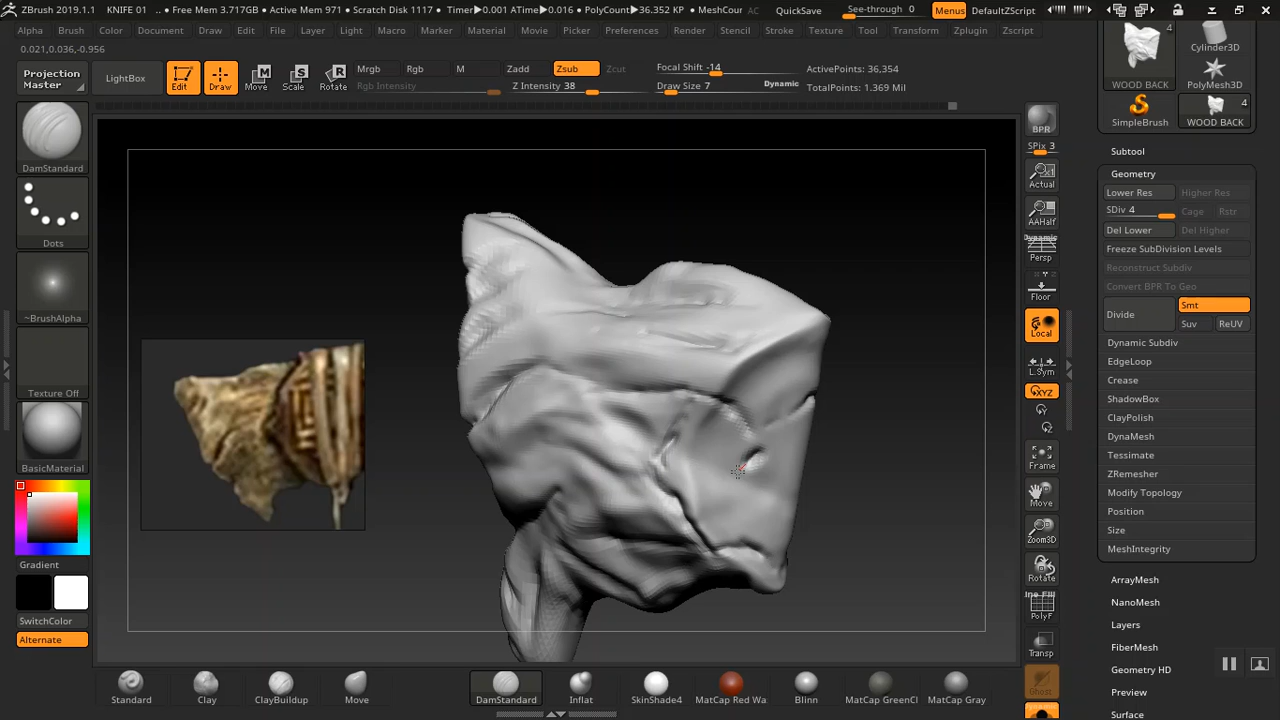 ZBrush 2019.1.1 KNIFE 01 • Free Mem 3.717GB • Active Mem 971 • Scratch Disk 1117 • Timer▶0.001 ATime▶0.016 • PolyCount▶36.352 KP • MeshCour AC QuickSave See-through 0 Menus DefaultZScript
Alpha Brush Color Document Draw Edit File Layer Light Macro Marker Material Movie Picker Preferences Render Stencil Stroke Texture Tool Transform Zplugin Zscript
0.021,0.036,-0.956
Projection Master
LightBox
Edit
Draw
Move
Scale
Rotate
Mrgb Rgb M
Rgb Intensity
Zadd Zsub Zcut
Z Intensity 38
Focal Shift -14
Draw Size 7
Dynamic
ActivePoints: 36,354
TotalPoints: 1.369 Mil
DamStandard
Dots
~BrushAlpha
Texture Off
BasicMaterial
Gradient
SwitchColor
Alternate
BPR
SPix 3
Actual
AAHalf
Dynamic
Persp
Floor
Local
L.Sym
XYZ
Y
Z
Frame
Move
Zoom3D
Rotate
Line Fill
PolyF
Transp
Ghost
Dynamic
4
WOOD BACK
Cylinder3D
PolyMesh3D
SimpleBrush
4
WOOD BACK
Subtool
Geometry
Lower Res Higher Res
SDiv 4 Cage Rstr
Del Lower Del Higher
Freeze SubDivision Levels
Reconstruct Subdiv
Convert BPR To Geo
Divide Smt
Suv ReUV
Dynamic Subdiv
EdgeLoop
Crease
ShadowBox
ClayPolish
DynaMesh
Tessimate
ZRemesher
Modify Topology
Position
Size
MeshIntegrity
ArrayMesh
NanoMesh
Layers
FiberMesh
Geometry HD
Preview
Surface
Standard
Clay
ClayBuildup
Move
DamStandard
Inflat
SkinShade4
MatCap Red Wa
Blinn
MatCap GreenCl
MatCap Gray